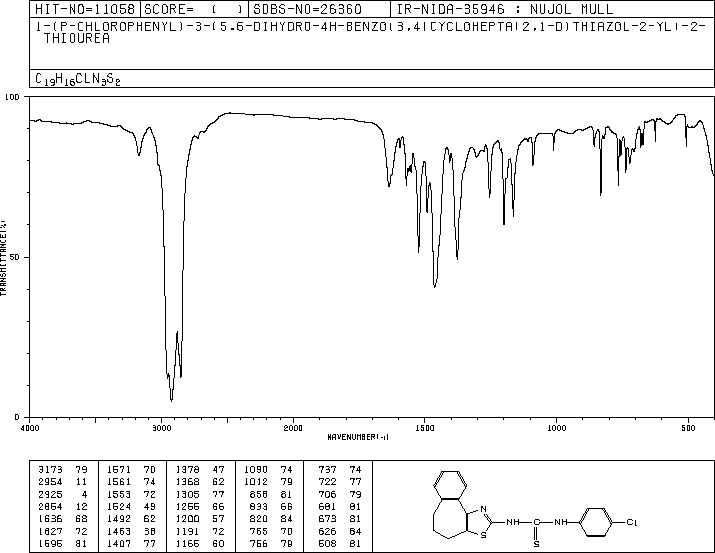 HIT-NO=11058 SCORE= ( ) SDBS-NO=26360 IR-NIDA-35946 : NUJOL MULL
1-(P-CHLOROPHENYL)-3-(5,6-DIHYDRO-4H-BENZO(3,4)CYCLOHEPTA(2,1-D)THIAZOL-2-YL)-2-
THIOUREA
C19H16CLN3S2
100
50
0
TRANSMITTANCE(%)
4000 3000 2000 1500 1000 500
WAVENUMBER(-1)
3173 79 1571 70 1378 47 1090 74 737 74
2954 11 1561 74 1368 62 1012 79 722 77
2925 4 1553 72 1305 77 858 81 706 79
2854 12 1524 49 1255 66 833 66 681 81
1636 68 1492 62 1200 57 820 84 673 81
1627 72 1463 38 1191 72 765 70 626 84
1595 81 1407 77 1165 60 756 79 508 81
N
S
NH C NH
S
Cl